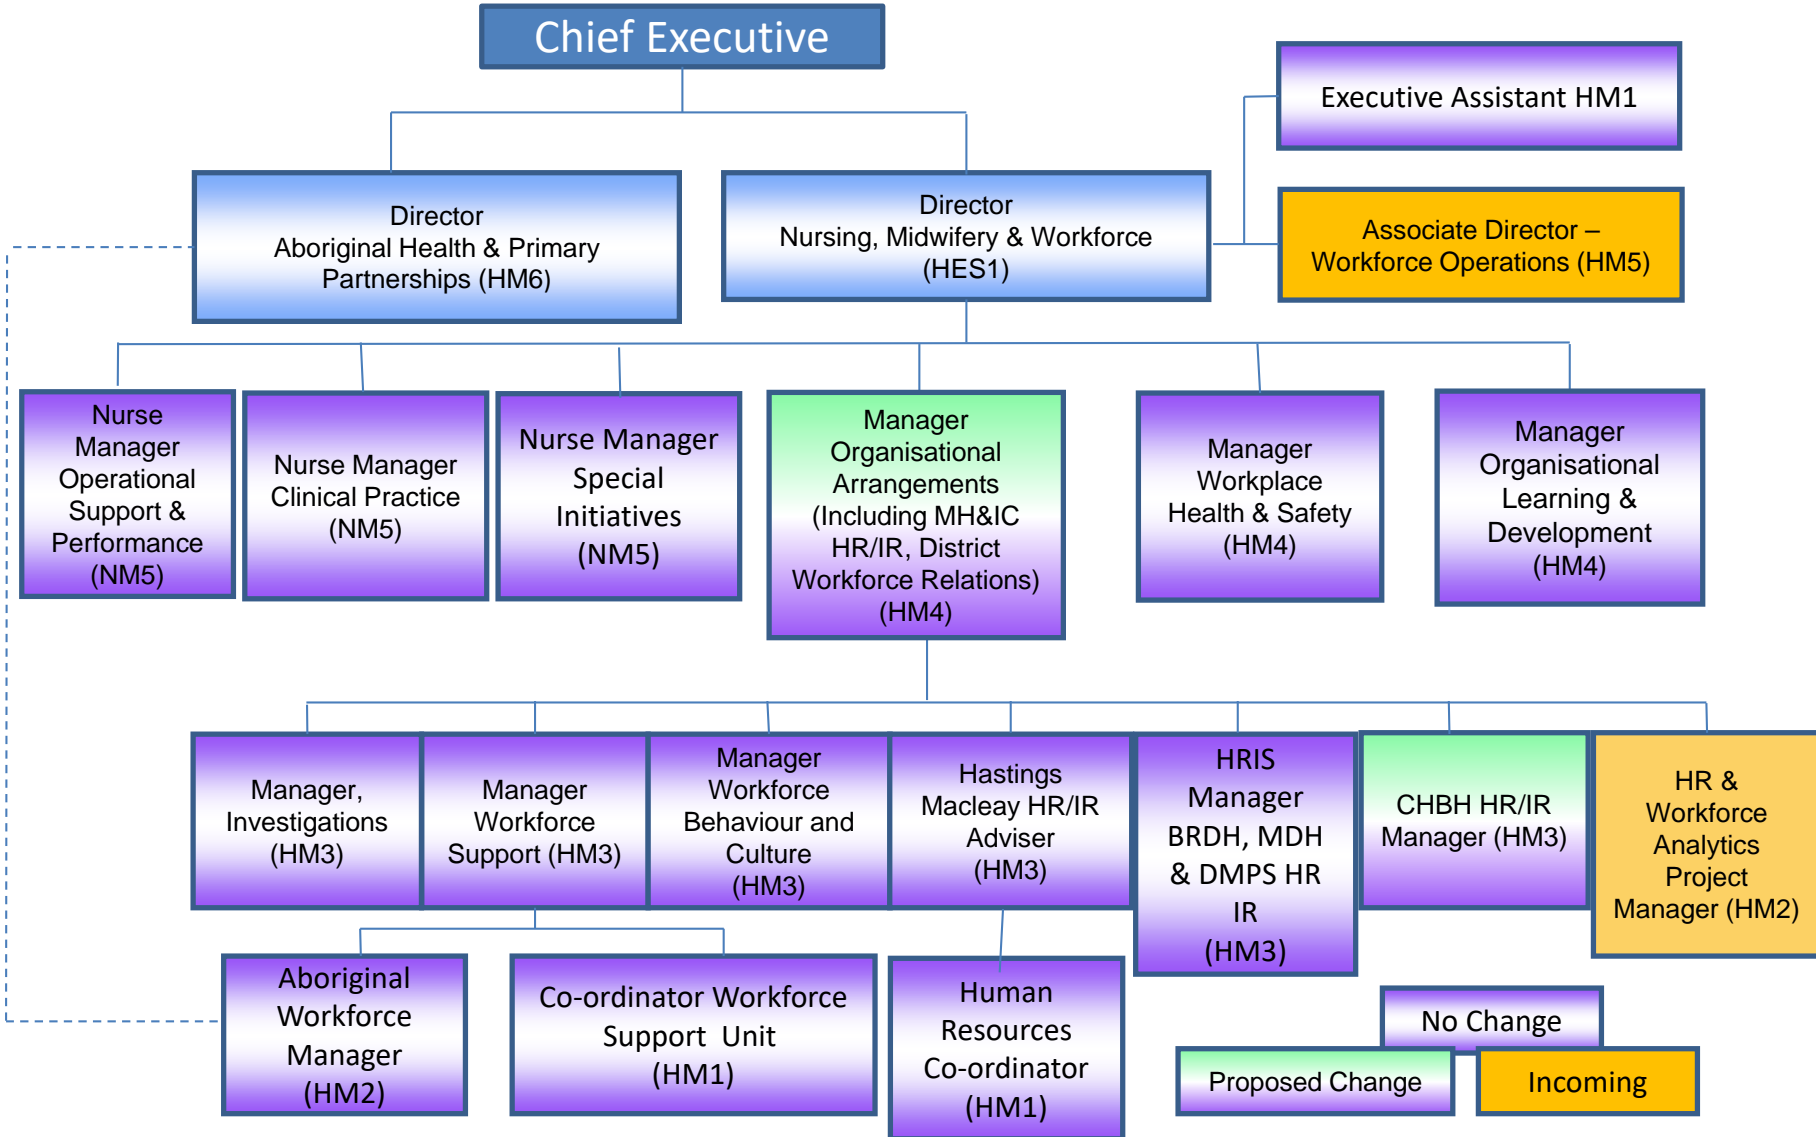 Chief Executive
Executive Assistant HM1
Director
Aboriginal Health & Primary
Partnerships (HM6)
Director
Nursing, Midwifery & Workforce
(HES1)
Associate Director –
Workforce Operations (HM5)
Nurse
Manager
Operational
Support &
Performance
(NM5)
Nurse Manager
Clinical Practice
(NM5)
Nurse Manager
Special
Initiatives
(NM5)
Manager
Organisational
Arrangements
(Including MH&IC
HR/IR, District
Workforce Relations)
(HM4)
Manager
Workplace
Health & Safety
(HM4)
Manager
Organisational
Learning &
Development
(HM4)
Manager,
Investigations
(HM3)
Manager
Workforce
Support (HM3)
Manager
Workforce
Behaviour and
Culture
(HM3)
Hastings
Macleay HR/IR
Adviser
(HM3)
HRIS
Manager
BRDH, MDH
& DMPS HR
IR
(HM3)
CHBH HR/IR
Manager (HM3)
HR &
Workforce
Analytics
Project
Manager (HM2)
Aboriginal
Workforce
Manager
(HM2)
Co-ordinator Workforce
Support Unit
(HM1)
Human
Resources
Co-ordinator
(HM1)
No Change
Proposed Change
Incoming